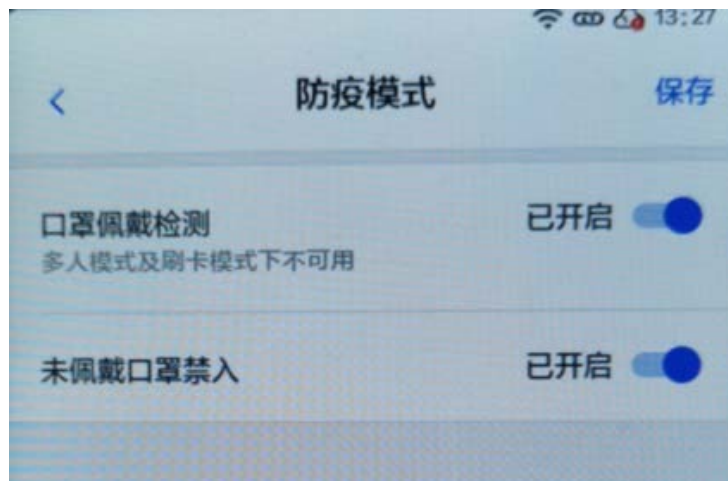 13:27
防疫模式
保存
口罩佩戴检测
已开启
多人模式及刷卡模式下不可用
未佩戴口罩禁入
已开启